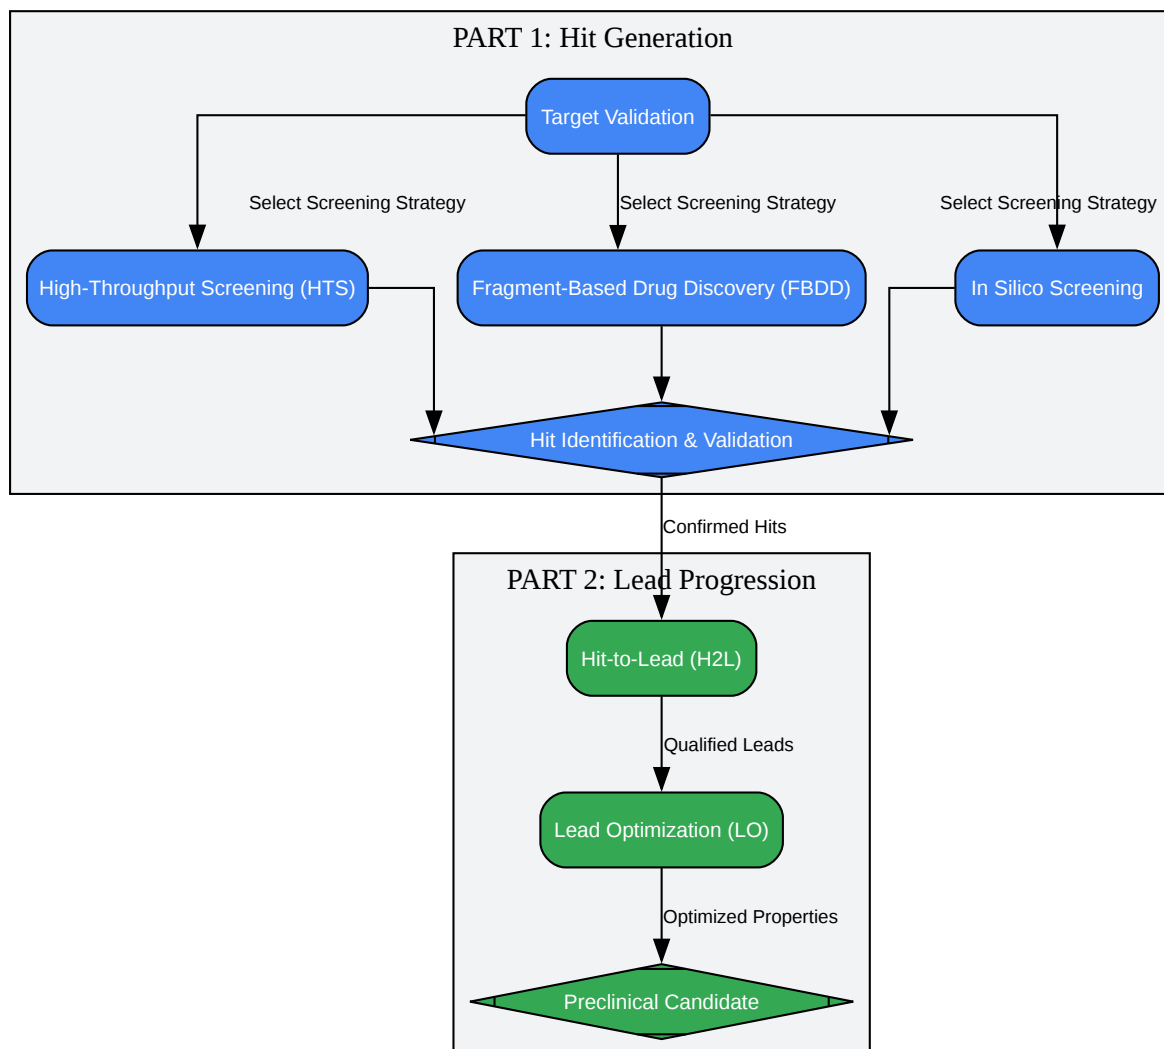 PART 1: Hit Generation
Target Validation
Select Screening Strategy
Select Screening Strategy
Select Screening Strategy
High-Throughput Screening (HTS)
Fragment-Based Drug Discovery (FBDD)
In Silico Screening
Hit Identification & Validation
Confirmed Hits
PART 2: Lead Progression
Hit-to-Lead (H2L)
Qualified Leads
Lead Optimization (LO)
Optimized Properties
Preclinical Candidate